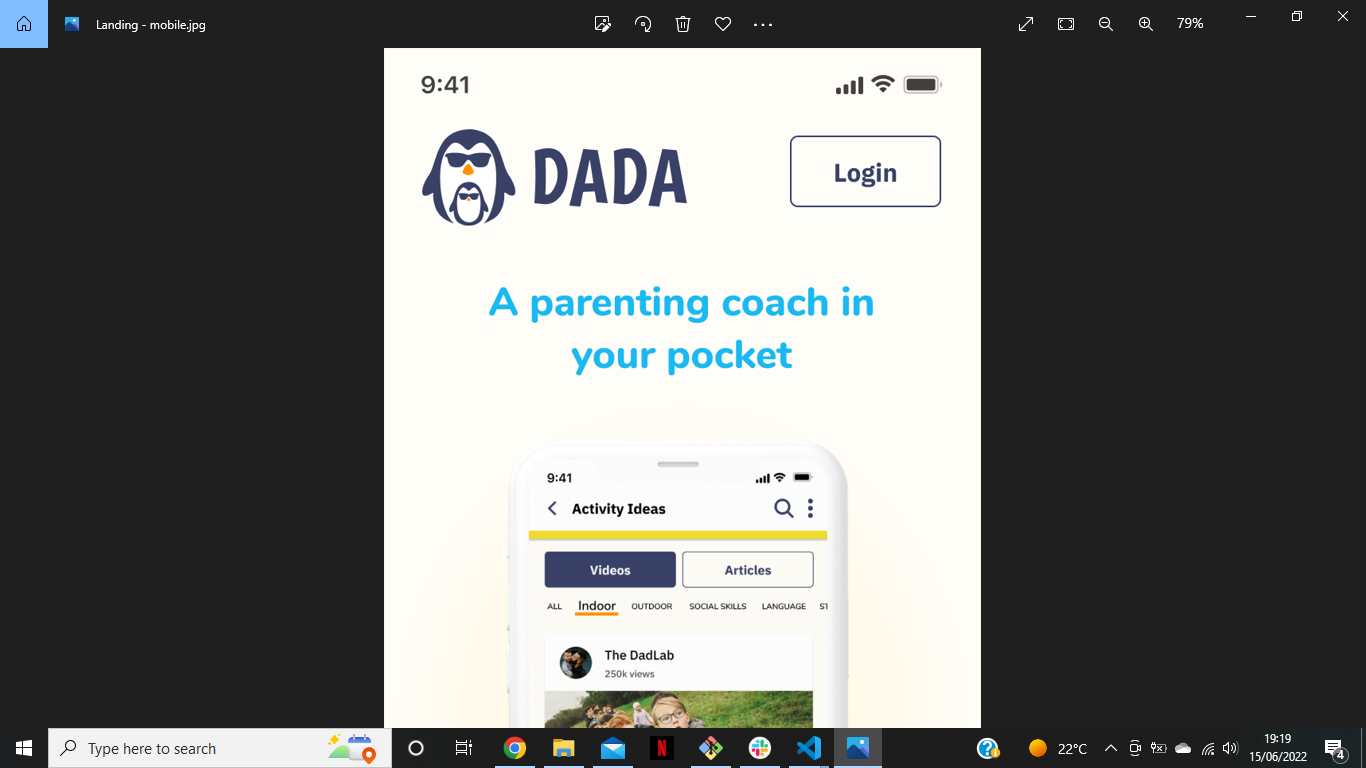 Landing - mobile.jpg
79%
9:41
DADA
Login
A parenting coach in
your pocket
9:41
Activity Ideas
Videos
Articles
ALL
Indoor
OUTDOOR
SOCIAL SKILLS
LANGUAGE
ST
The DadLab
250k views
Type here to search
N
22°C
19:19
15/06/2022
4